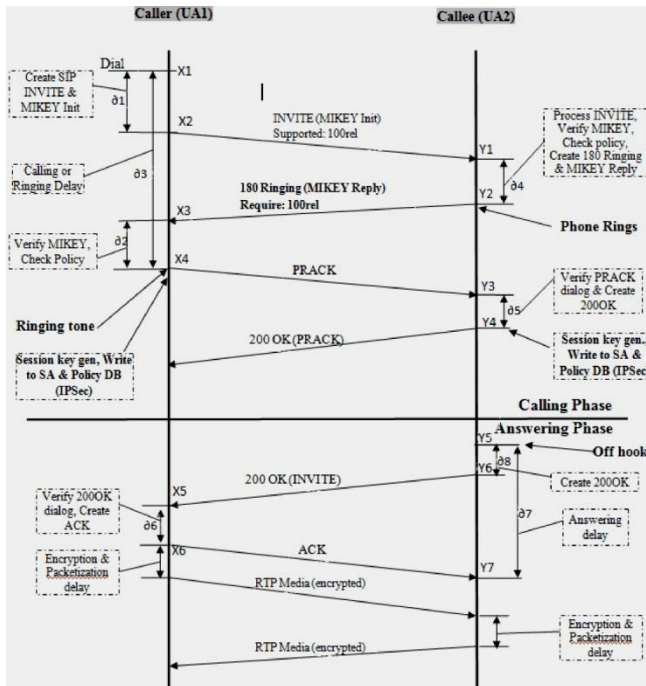 Caller (UA1)
Callee (UA2)
Dial
X1
Create SIP
INVITE &
MIKEY Init
∂1
X2
INVITE (MIKEY Init)
Supported: 100rel
Process INVITE,
Verify MIKEY,
Check policy,
Create 180 Ringing
& MIKEY Reply
Y1
∂4
Calling or
Ringing Delay
∂3
180 Ringing (MIKEY Reply)
Require: 100rel
Y2
X3
Phone Rings
∂2
Verify MIKEY,
Check Policy
X4
PRACK
Y3
Verify PRACK
dialog & Create
200OK
∂5
Ringing tone
Y4
200 OK (PRACK)
Session key gen, Write
to SA & Policy DB
(IPSec)
Session key gen.,
Write to SA &
Policy DB (IPSec)
Calling Phase
Answering Phase
Y5
Off hook
∂8
Y6
200 OK (INVITE)
Create 200OK
X5
Verify 200OK
dialog, Create
ACK
∂6
∂7
Answering
delay
X6
ACK
Encryption &
Packetization
delay
Y7
RTP Media (encrypted)
Encryption &
Packetization
delay
RTP Media (encrypted)